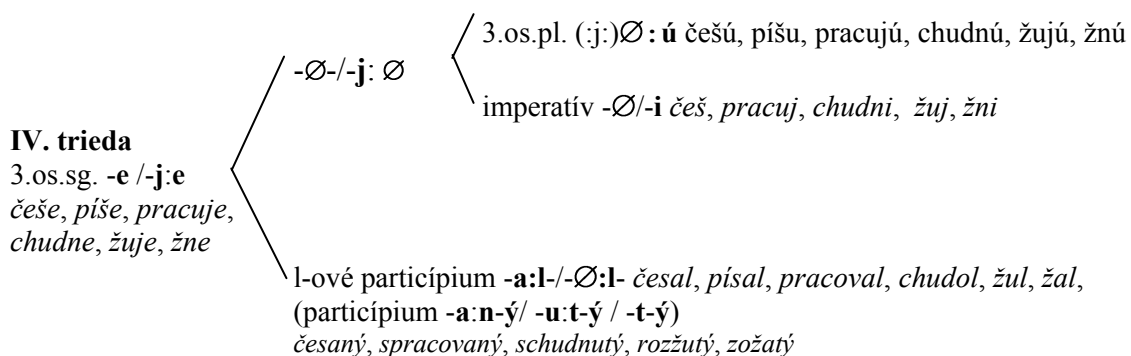 3.os.pl. (:j:)∅ : ú češú, píšu, pracujú, chudnú, žujú, žnú
-∅-/-j: ∅
imperatív -∅/-i češ, pracuj, chudni, žuj, žni
IV. trieda
3.os.sg. -e /-j:e
češe, píše, pracuje,
chudne, žuje, žne
l-ové particípium -a:l-/-∅:l- česal, písal, pracoval, chudol, žul, žal,
(particípium -a:n-ý/ -u:t-ý / -t-ý)
česaný, spracovaný, schudnutý, rozžutý, zožatý